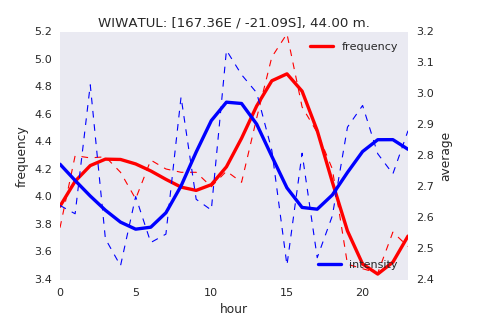 WIWATUL: [167.36E / -21.09S], 44.00 m.
5.2
5.0
4.8
4.6
4.4
4.2
4.0
3.8
3.6
3.4
frequency
3.2
3.1
3.0
2.9
2.8
2.7
2.6
2.5
2.4
average
frequency
intensity
0 5 10 15 20
hour